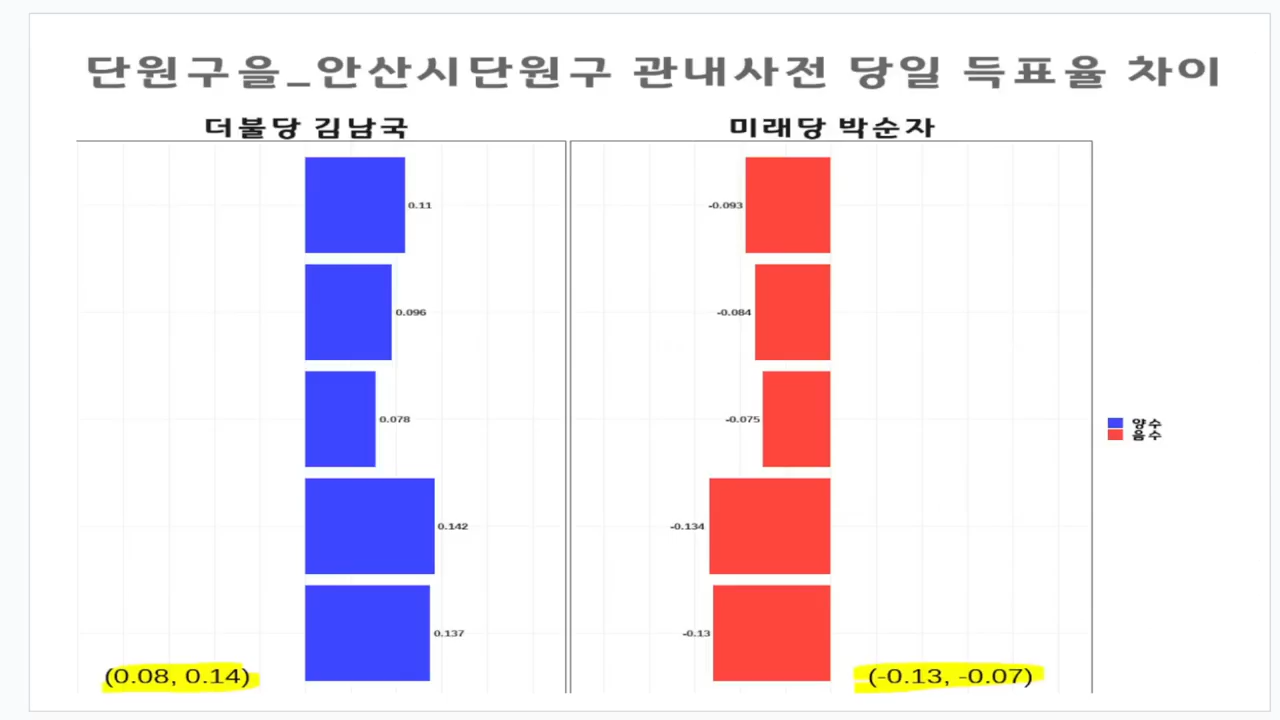 단원구을_안산시단원구 관내사전 당일 득표율 차이
더불당 김남국
미래당 박순자
0.11
-0.093
0.096
-0.084
0.078
-0.075
양수
음수
0.142
-0.134
0.137
-0.13
(0.08, 0.14)
(-0.13, -0.07)